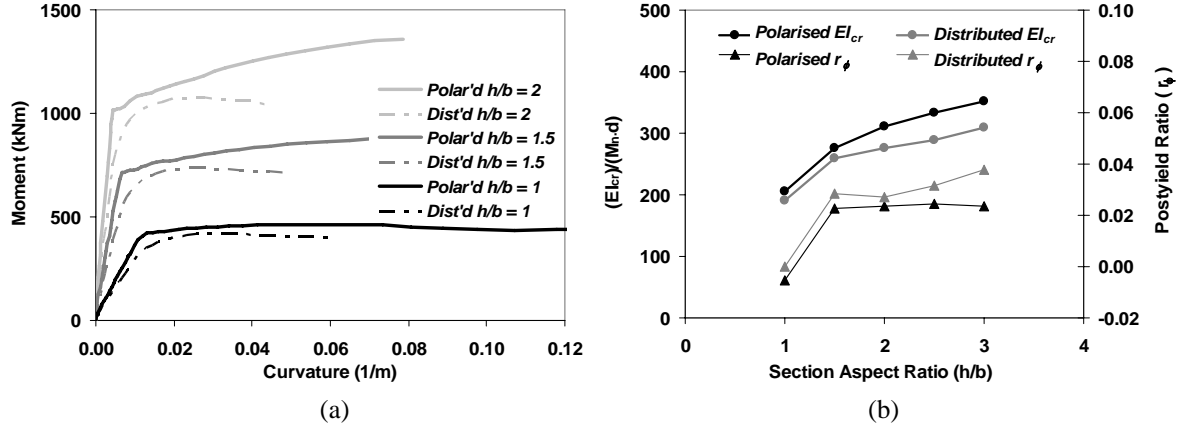 1500
1000
500
0
Moment (kNm)
0.00 0.02 0.04 0.06 0.08 0.10 0.12
Curvature (1/m)
Polar'd h/b = 2
Dist'd h/b = 2
Polar'd h/b = 1.5
Dist'd h/b = 1.5
Polar'd h/b = 1
Dist'd h/b = 1
(a)
500
400
300
200
100
0
(EIcr)/(Mn.d)
Polarised EIcr
Distributed EIcr
Polarised rϕ
Distributed rϕ
0.10
0.08
0.06
0.04
0.02
0.00
-0.02
Postyield Ratio (rϕ)
0 1 2 3 4
Section Aspect Ratio (h/b)
(b)